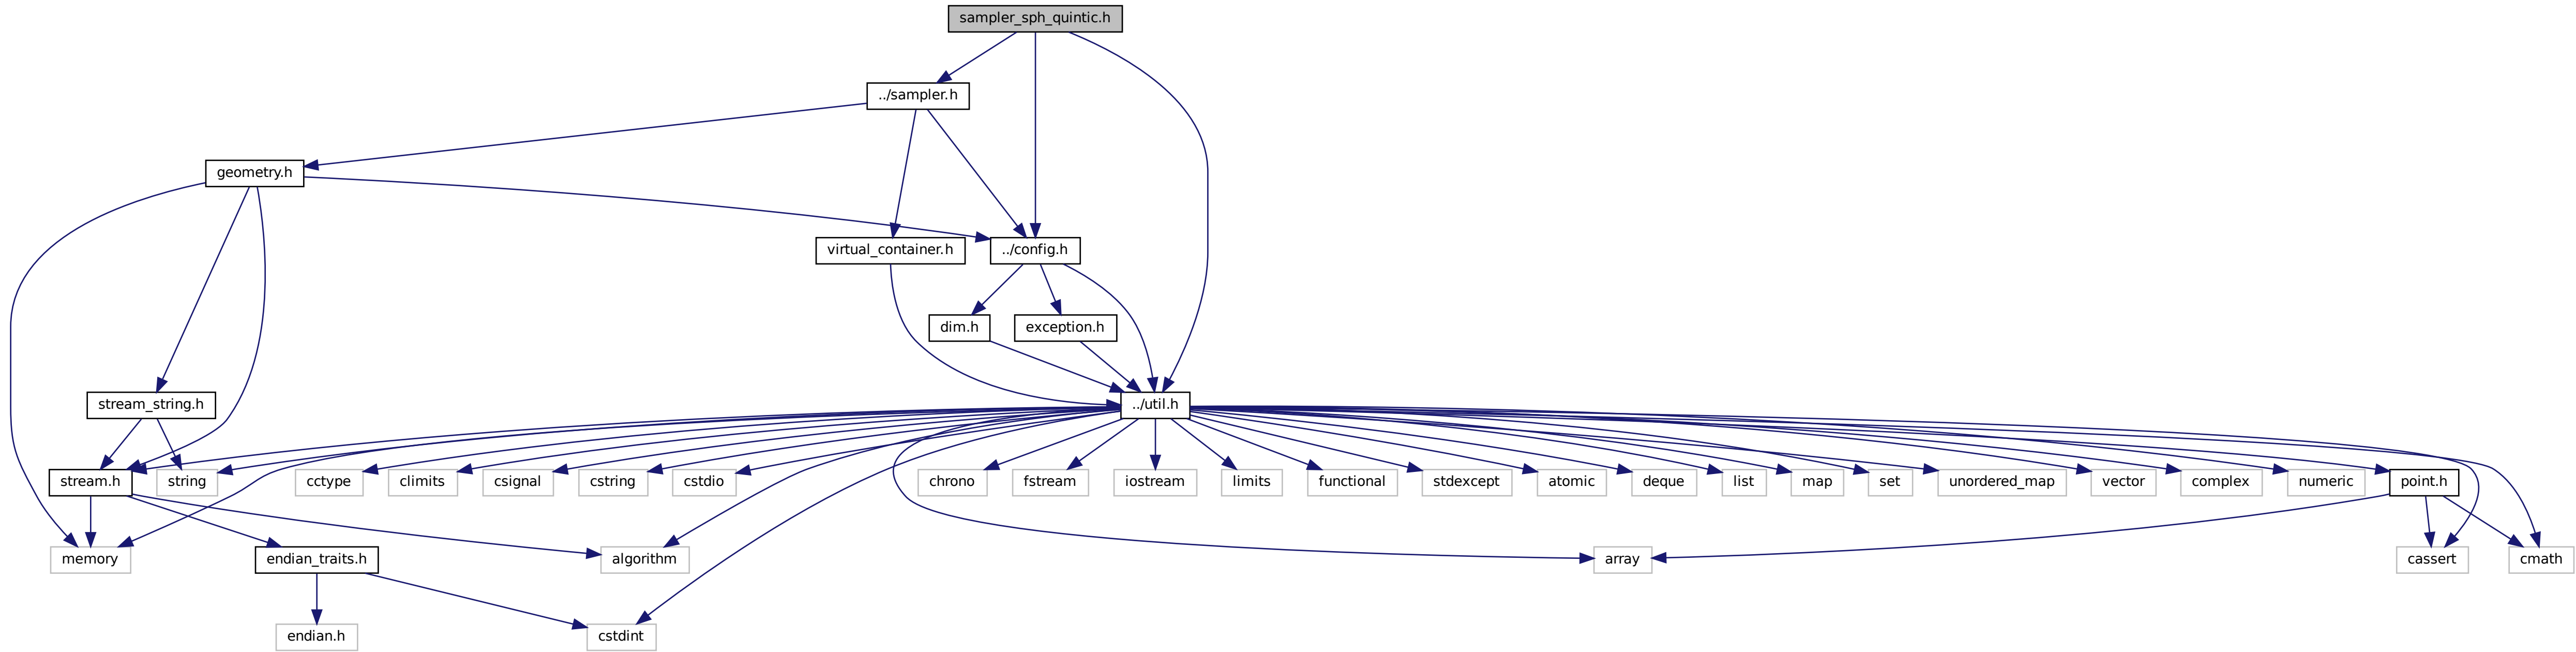 sampler_sph_quintic.h
../sampler.h
geometry.h
virtual_container.h
../config.h
dim.h
exception.h
stream_string.h
../util.h
stream.h
string
cctype
climits
csignal
cstring
cstdio
chrono
fstream
iostream
limits
functional
stdexcept
atomic
deque
list
map
set
unordered_map
vector
complex
numeric
point.h
memory
endian_traits.h
algorithm
array
cassert
cmath
endian.h
cstdint